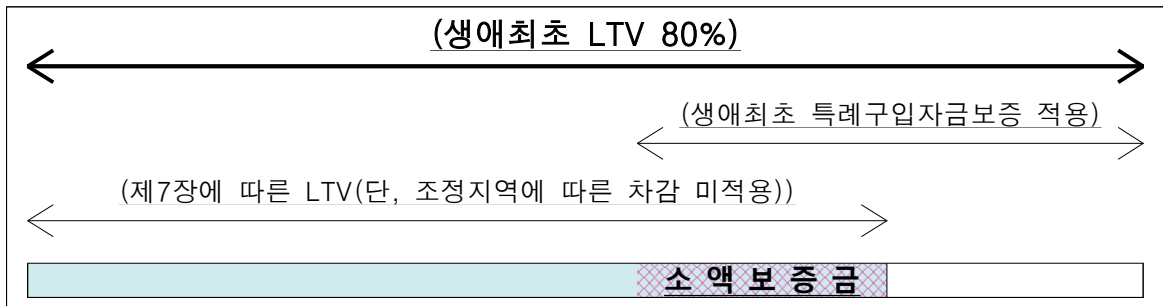 (생애최초 LTV 80%)
(생애최초 특례구입자금보증 적용)
(제7장에 따른 LTV(단, 조정지역에 따른 차감 미적용))
소 액 보 증 금